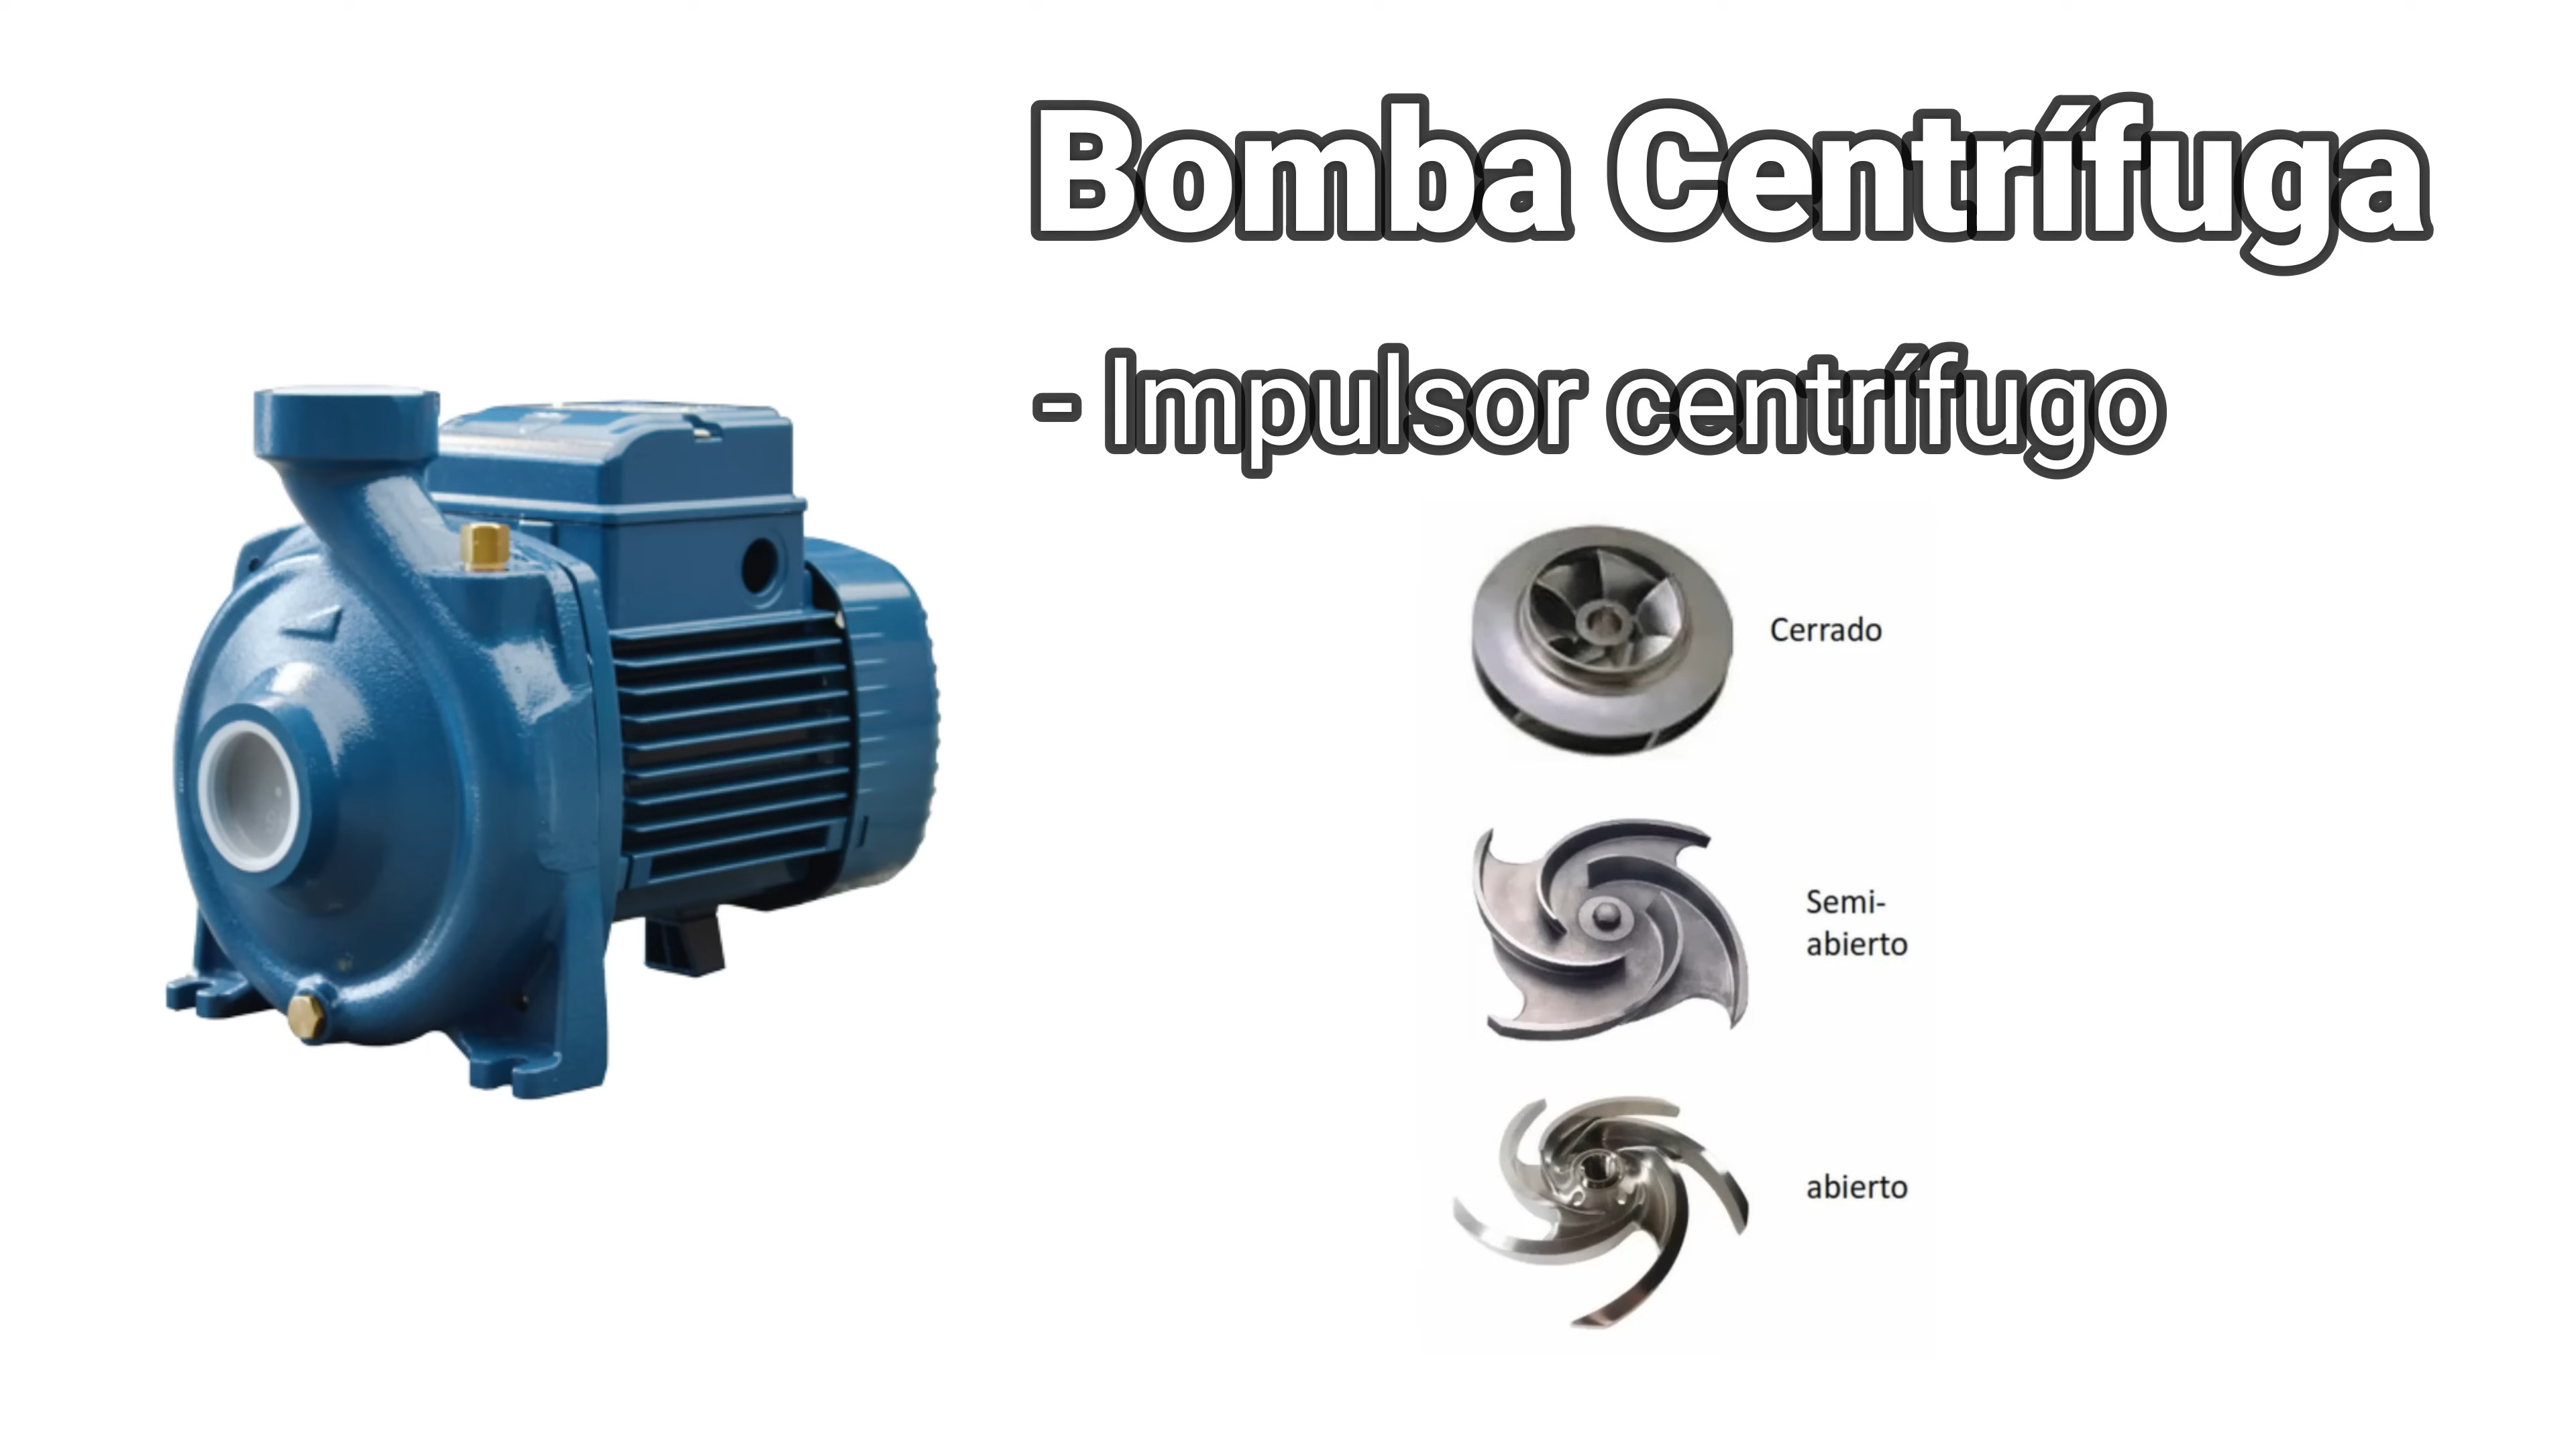 Bomba Centrífuga
- Impulsor centrífugo
Cerrado
Semi-
abierto
abierto